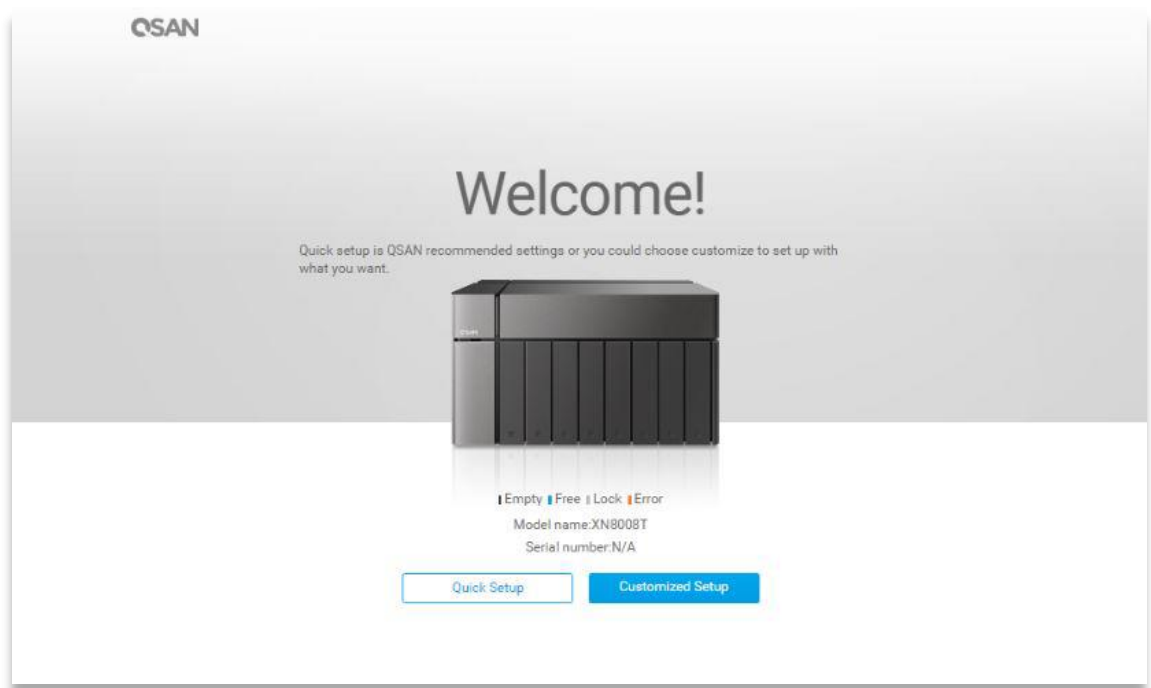 QSAN
Welcome!
Quick setup is QSAN recommended settings or you could choose customize to set up with
what you want.
QSAN
Empty Free Lock Error
Model name:XN8008T
Serial number:N/A
Quick Setup
Customized Setup